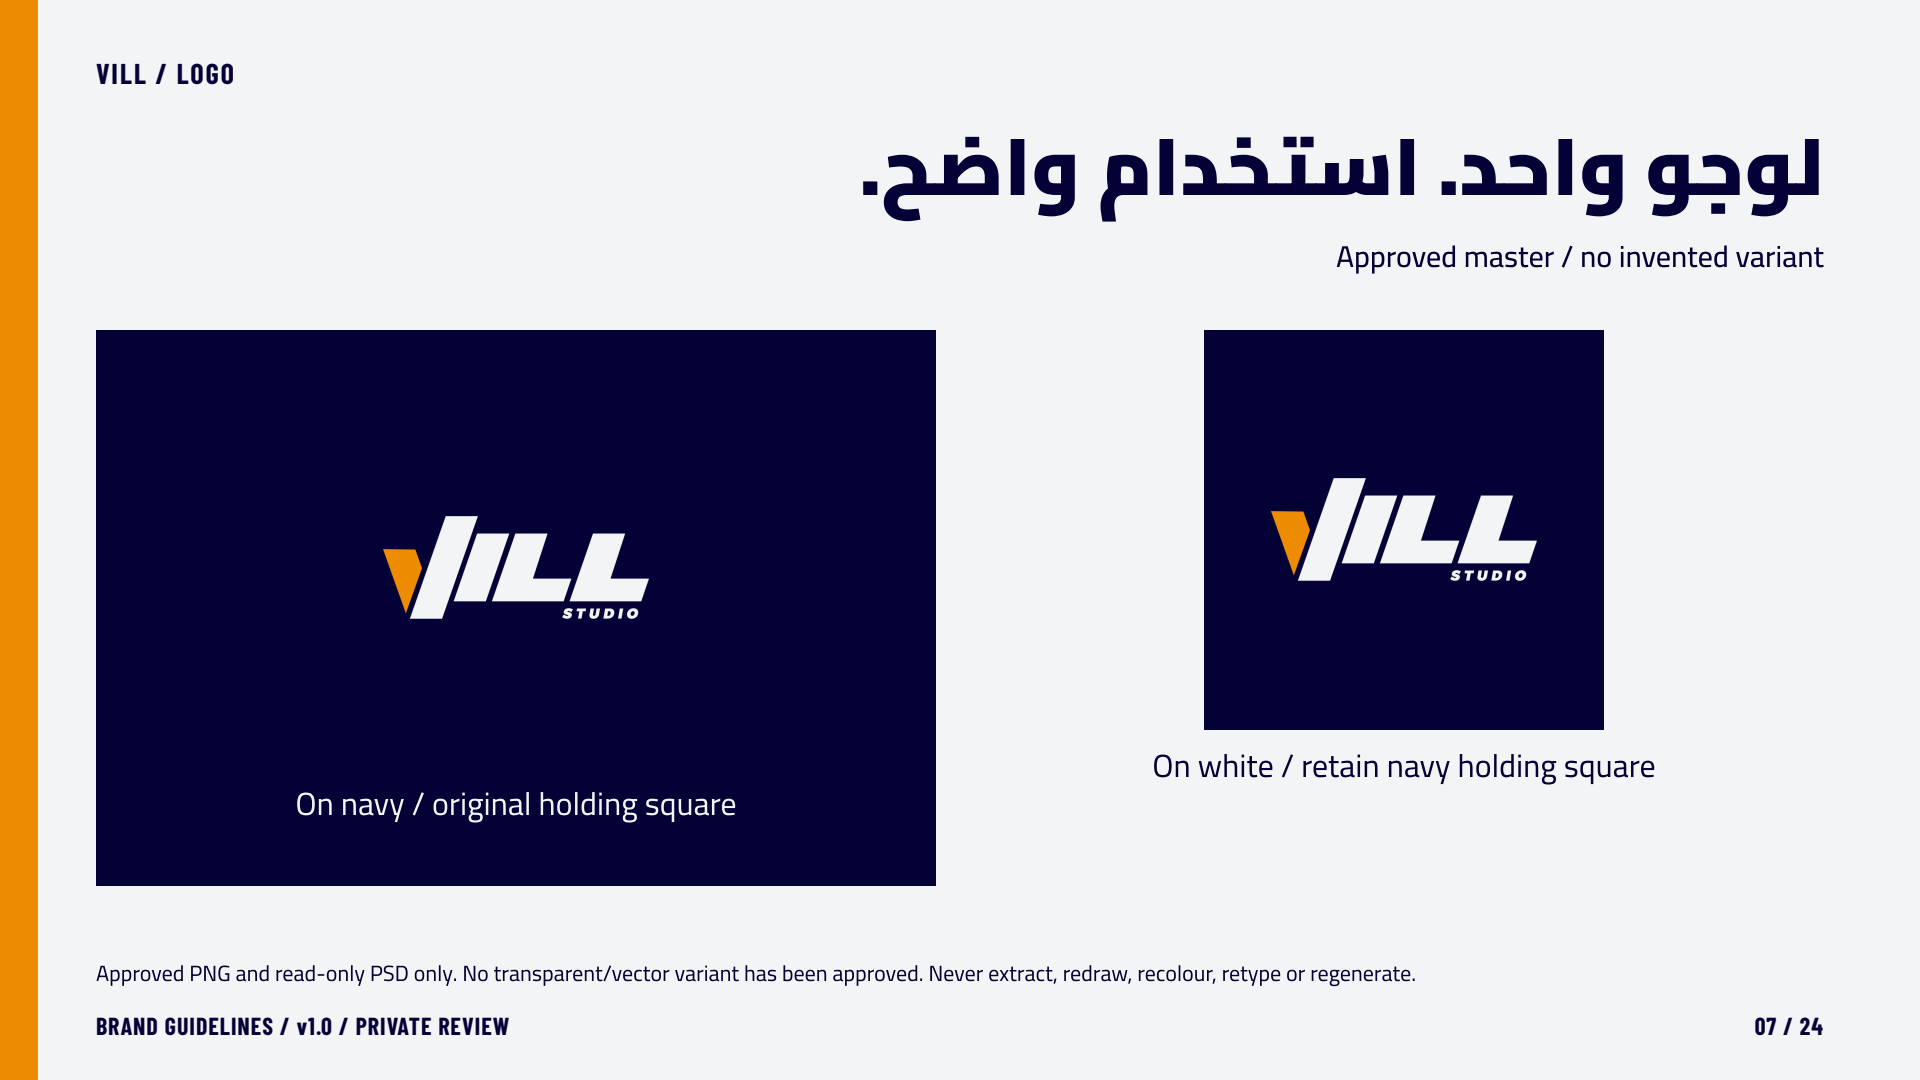 VILL / LOGO
لوجو واحد. استخدام واضح.
Approved master / no invented variant
VILL
STUDIO
On navy / original holding square
VILL
STUDIO
On white / retain navy holding square
Approved PNG and read-only PSD only. No transparent/vector variant has been approved. Never extract, redraw, recolour, retype or regenerate.
BRAND GUIDELINES / v1.0 / PRIVATE REVIEW
07 / 24